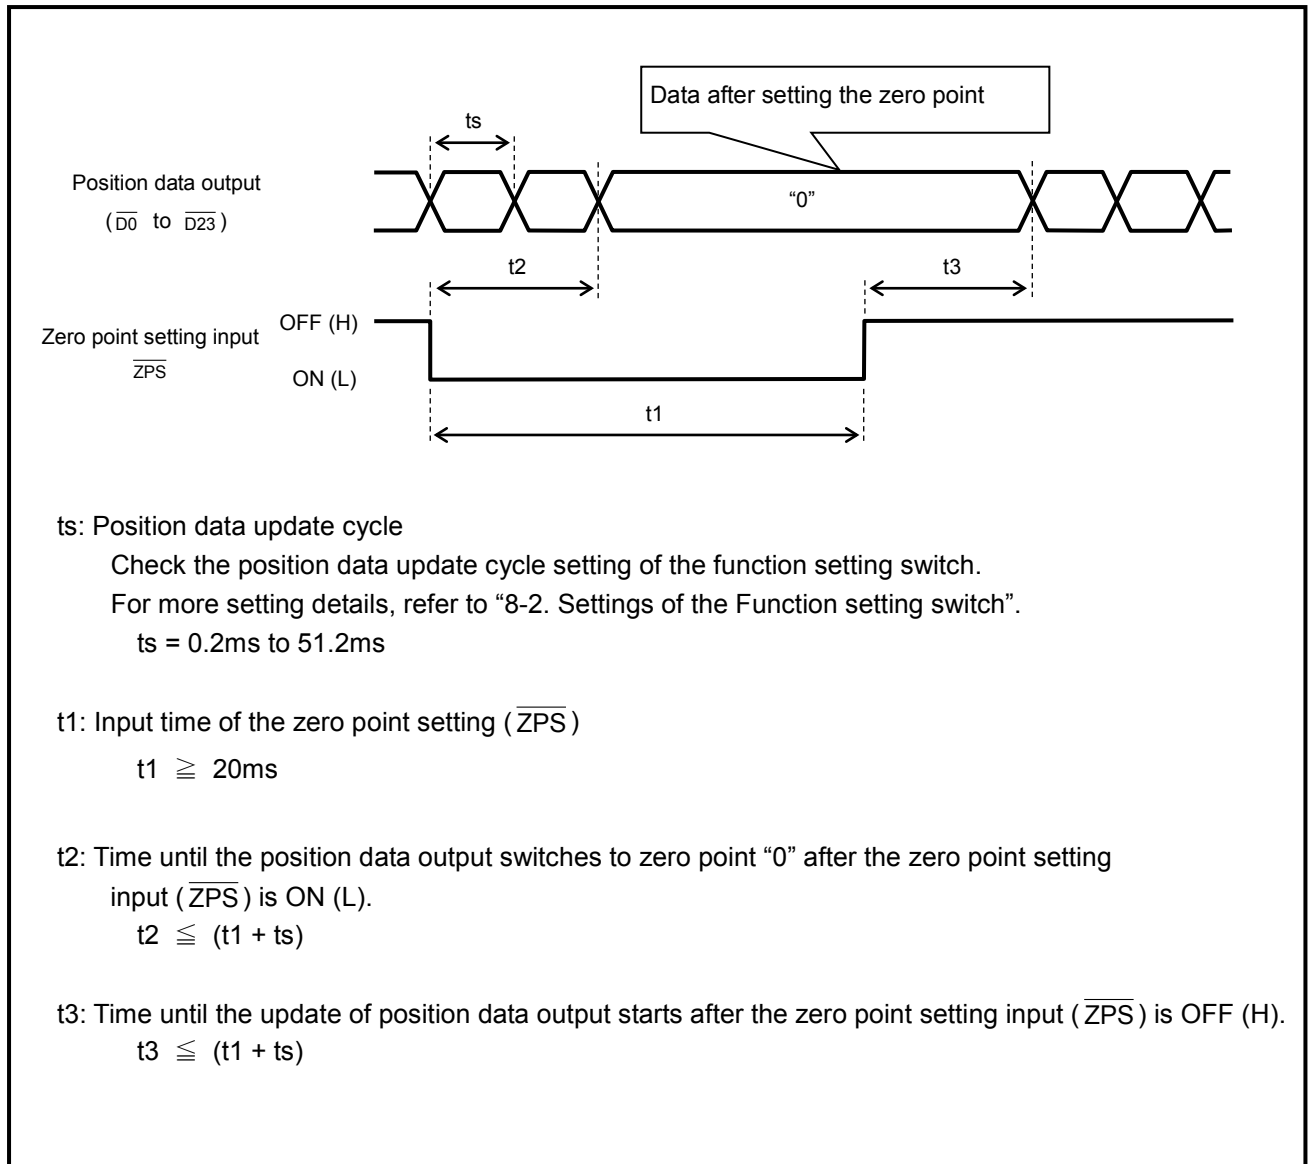 Data after setting the zero point
ts
Position data output
( D0 to D23 )
“0”
t2
t3
Zero point setting input
ZPS
OFF (H)
ON (L)
t1
ts: Position data update cycle
Check the position data update cycle setting of the function setting switch.
For more setting details, refer to “8-2. Settings of the Function setting switch”.
ts = 0.2ms to 51.2ms
t1: Input time of the zero point setting ( ZPS )
t1 ≧ 20ms
t2: Time until the position data output switches to zero point “0” after the zero point setting
input ( ZPS ) is ON (L).
t2 ≦ (t1 + ts)
t3: Time until the update of position data output starts after the zero point setting input ( ZPS ) is OFF (H).
t3 ≦ (t1 + ts)